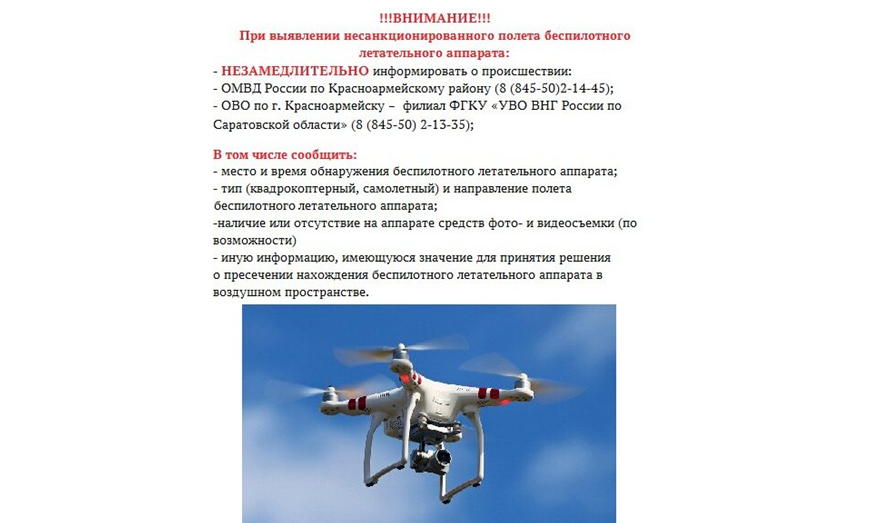 !!!ВНИМАНИЕ!!!
При выявлении несанкционированного полета беспилотного
летательного аппарата:
- НЕЗАМЕДЛИТЕЛЬНО информировать о происшествии:
- ОМВД России по Красноармейскому району (8 (845-50)2-14-45);
- ОВО по г. Красноармейску – филиал ФГКУ «УВО ВНГ России по
Саратовской области» (8 (845-50) 2-13-35);
В том числе сообщить:
- место и время обнаружения беспилотного летательного аппарата;
- тип (квадрокоптерный, самолетный) и направление полета
беспилотного летательного аппарата;
-наличие или отсутствие на аппарате средств фото- и видеосъемки (по
возможности)
- иную информацию, имеющуюся значение для принятия решения
о пресечении нахождения беспилотного летательного аппарата в
воздушном пространстве.